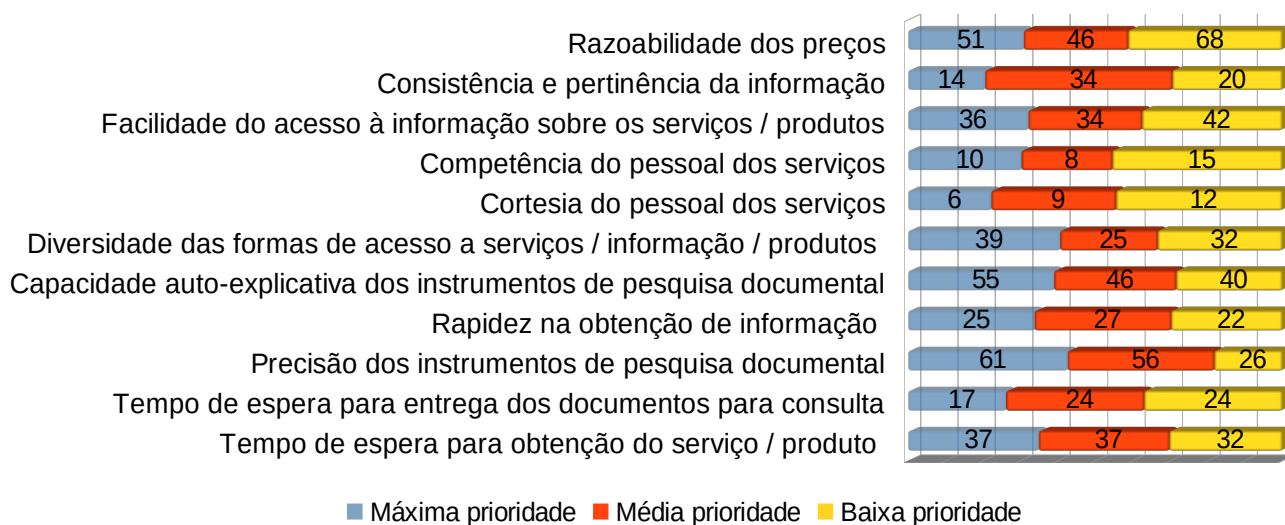 Razoabilidade dos preços 51 46 68
Consistência e pertinência da informação 14 34 20
Facilidade do acesso à informação sobre os serviços / produtos 36 34 42
Competência do pessoal dos serviços 10 8 15
Cortesia do pessoal dos serviços 6 9 12
Diversidade das formas de acesso a serviços / informação / produtos 39 25 32
Capacidade auto-explicativa dos instrumentos de pesquisa documental 55 46 40
Rapidez na obtenção de informação 25 27 22
Precisão dos instrumentos de pesquisa documental 61 56 26
Tempo de espera para entrega dos documentos para consulta 17 24 24
Tempo de espera para obtenção do serviço / produto 37 37 32
Máxima prioridade Média prioridade Baixa prioridade